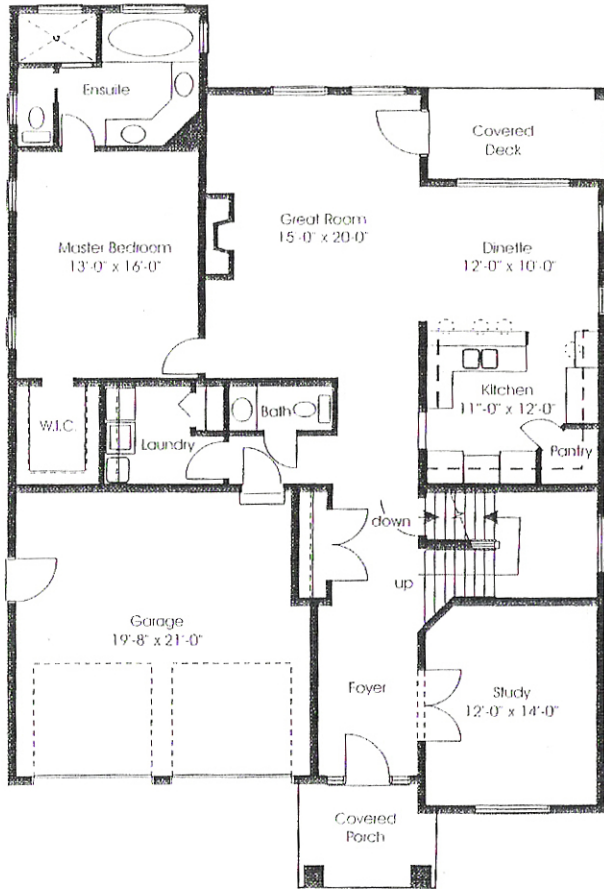 Ensuite
Covered
Deck
Great Room
15'-0" x 20'-0"
Master Bedroom
13'-0" x 16'-0"
Dinette
12'-0" x 10'-0"
Kitchen
11'-0" x 12'-0"
W.I.C.
Bath
Laundry
Pantry
down
up
Garage
19'-8" x 21'-0"
Foyer
Study
12'-0" x 14'-0"
Covered
Porch